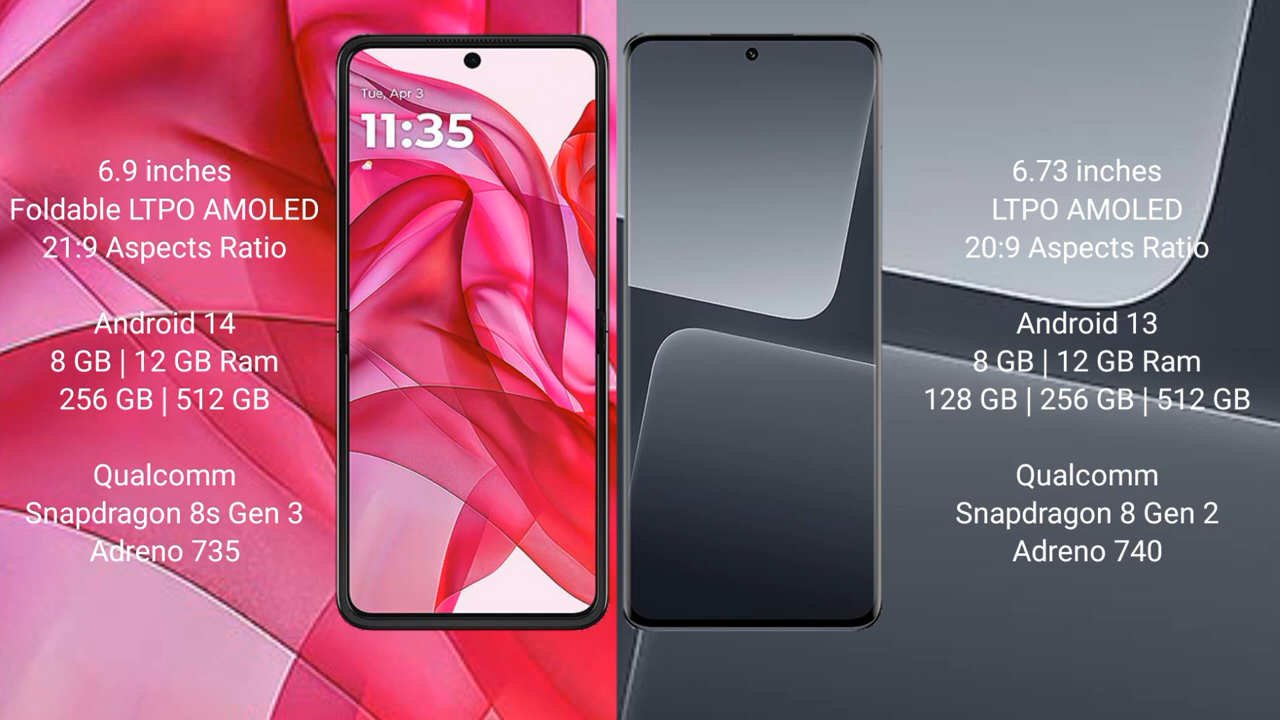 6.9 inches
Foldable LTPO AMOLED
21:9 Aspects Ratio
Android 14
8 GB | 12 GB Ram
256 GB | 512 GB
Qualcomm
Snapdragon 8s Gen 3
Adreno 735
Tue, Apr 3
11:35
6.73 inches
LTPO AMOLED
20:9 Aspects Ratio
Android 13
8 GB | 12 GB Ram
128 GB | 256 GB | 512 GB
Qualcomm
Snapdragon 8 Gen 2
Adreno 740